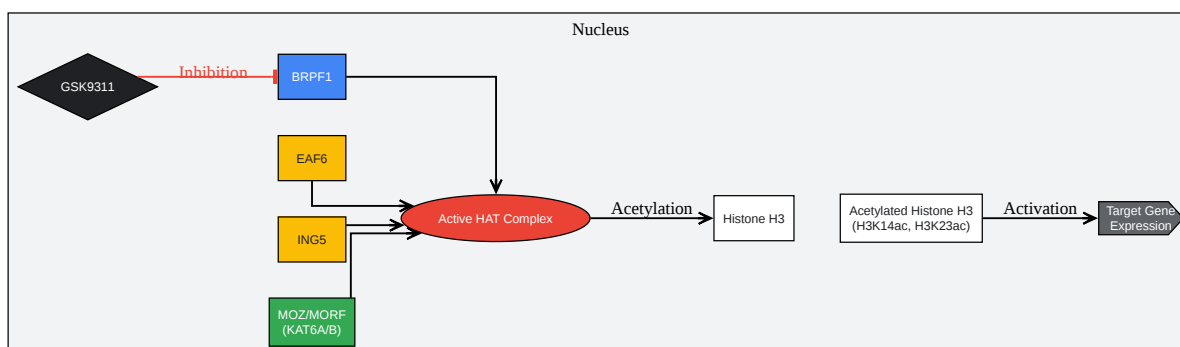 Nucleus
GSK9311
Inhibition
BRPF1
EAF6
ING5
MOZ/MORF
(KAT6A/B)
Active HAT Complex
Acetylation
Histone H3
Acetylated Histone H3
(H3K14ac, H3K23ac)
Activation
Target Gene
Expression